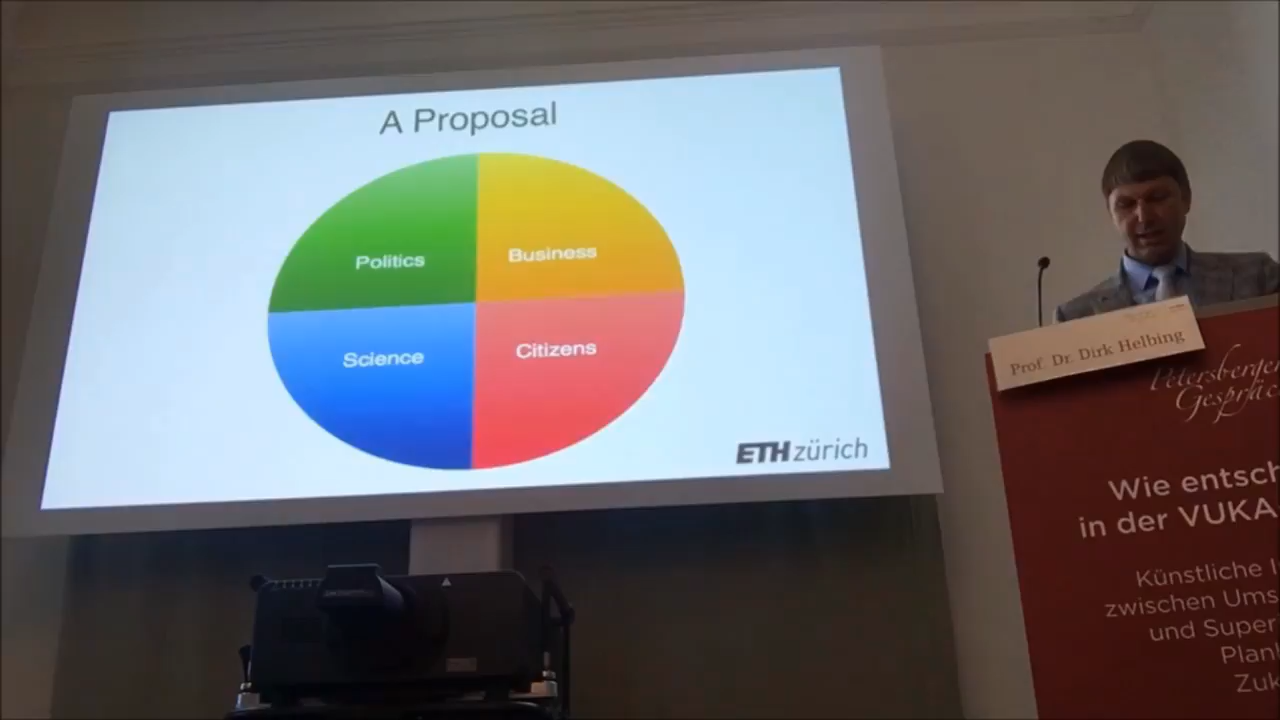 A Proposal
Politics
Business
Science
Citizens
ETH zürich
Prof. Dr. Dirk Helbing
Petersberger
Wie entsch
in der VUKA
Künstliche I
zwischen Ums
und Super
Plan
Zuk